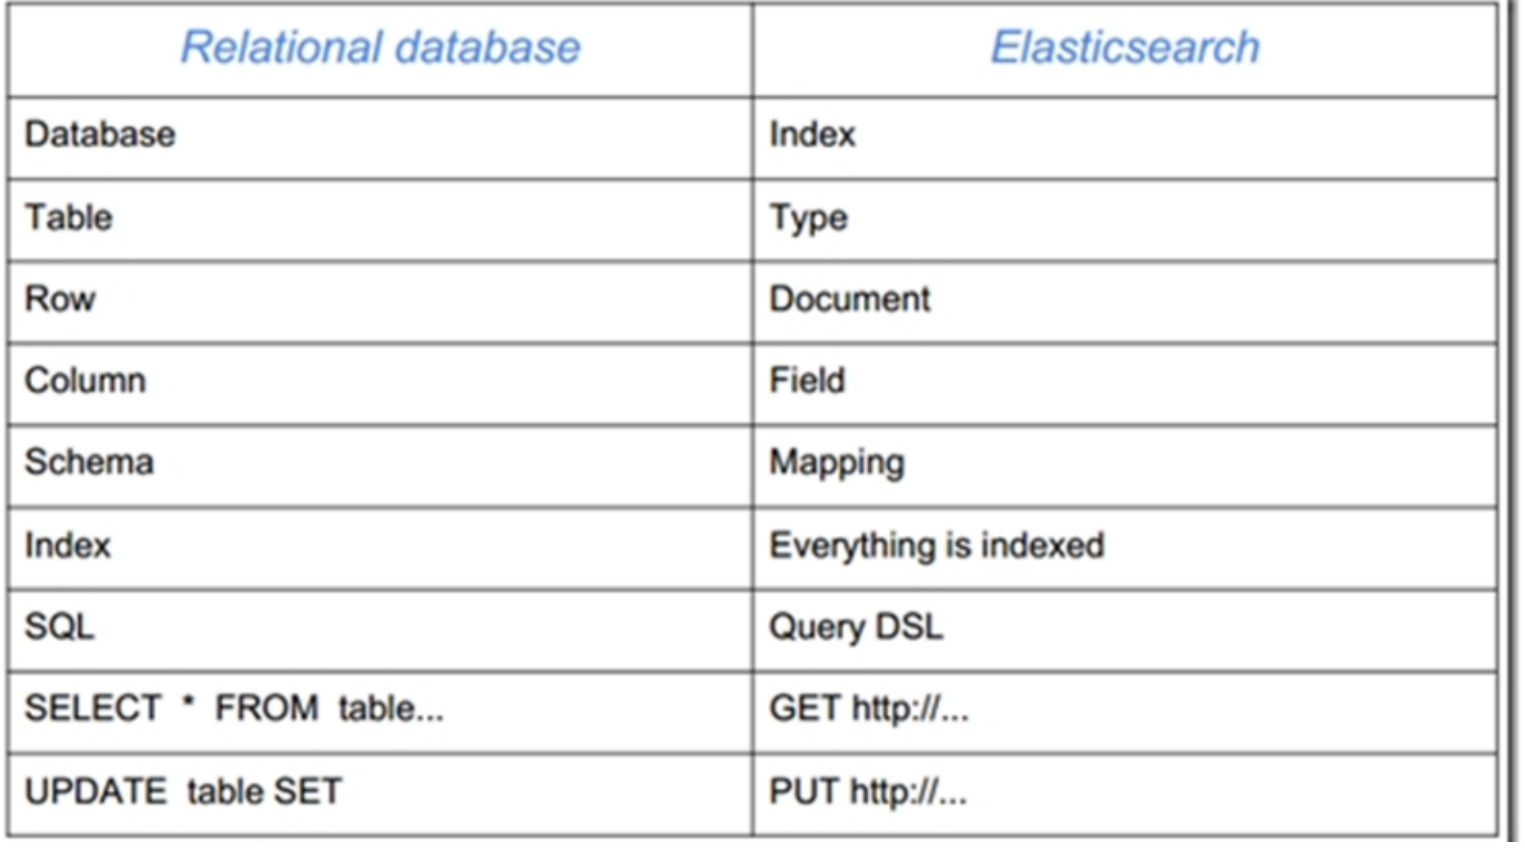 Relational database Elasticsearch
Database Index
Table Type
Row Document
Column Field
Schema Mapping
Index Everything is indexed
SQL Query DSL
SELECT * FROM table... GET http://...
UPDATE table SET PUT http://...